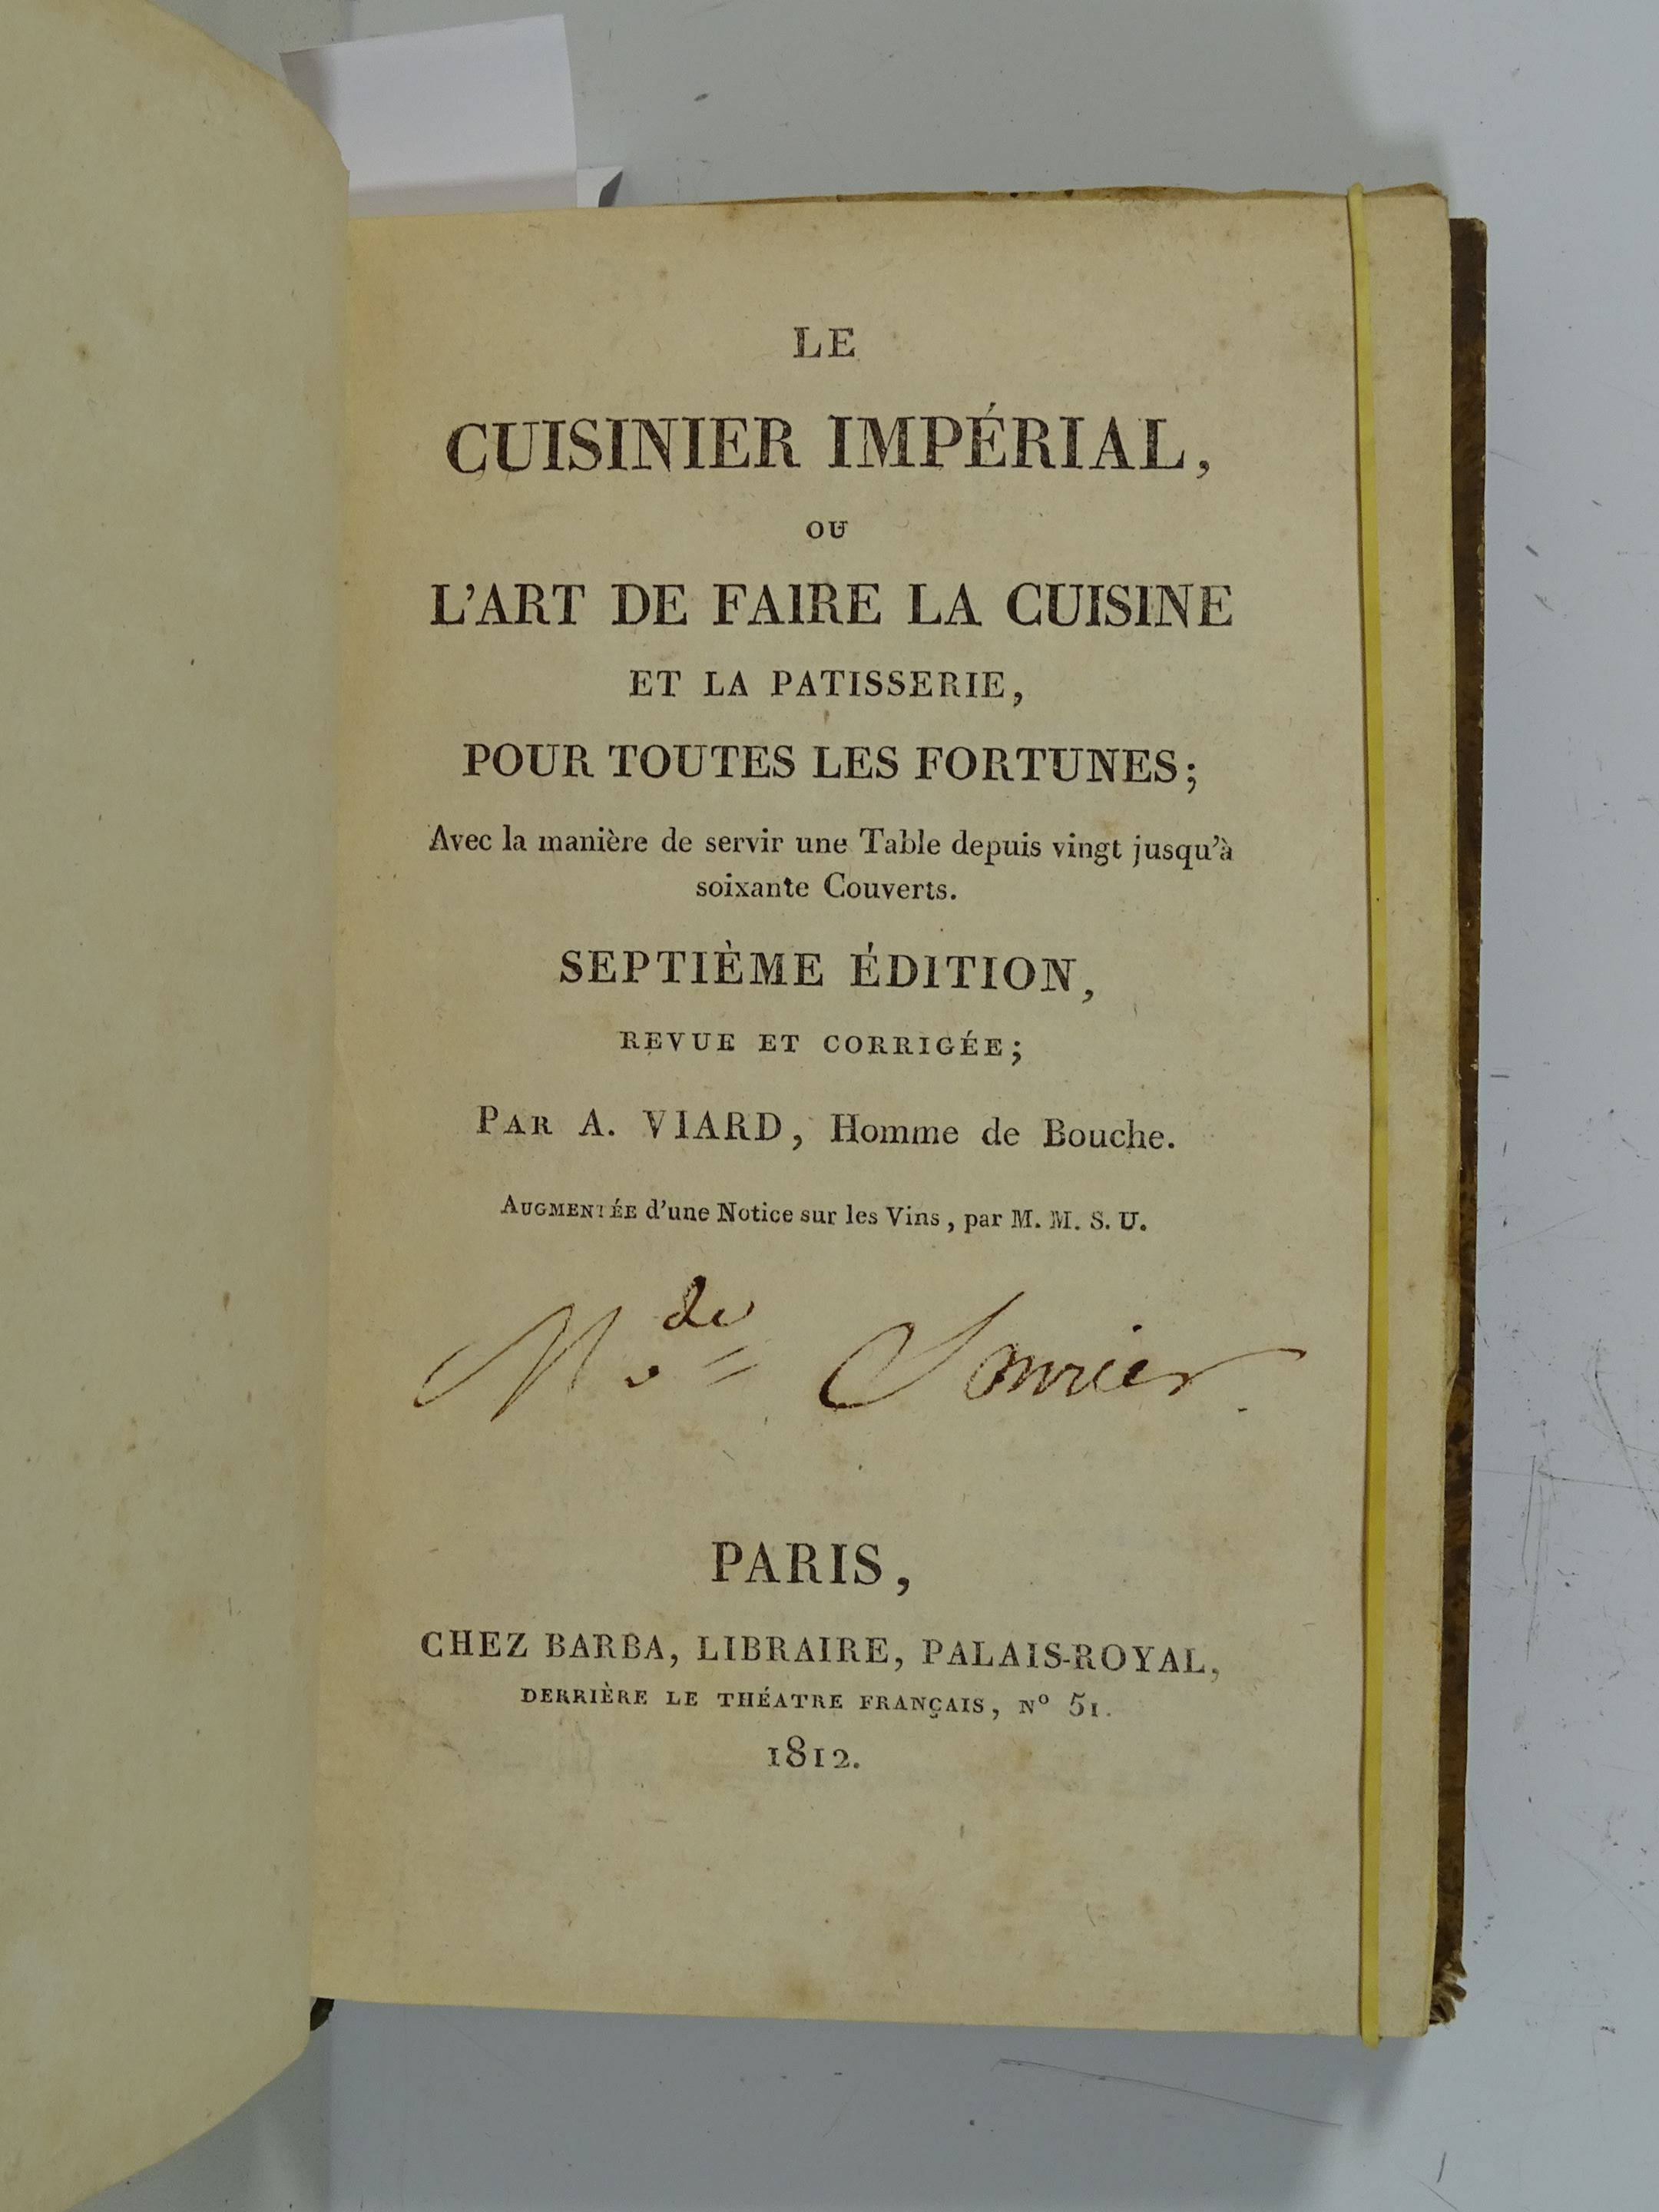 LE
CUISINIER IMPÉRIAL,
OU
L'ART DE FAIRE LA CUISINE
ET LA PATISSERIE,
POUR TOUTES LES FORTUNES;
Avec la manière de servir une Table depuis vingt jusqu'à
soixante Couverts.
SEPTIÈME ÉDITION,
REVUE ET CORRIGÉE;
PAR A. VIARD, Homme de Bouche.
AUGMENTÉE d'une Notice sur les Vins, par M. M. S. U.
PARIS,
CHEZ BARBA, LIBRAIRE, PALAIS-ROYAL,
DERRIÈRE LE THÉATRE FRANÇAIS, N° 51.
1812.